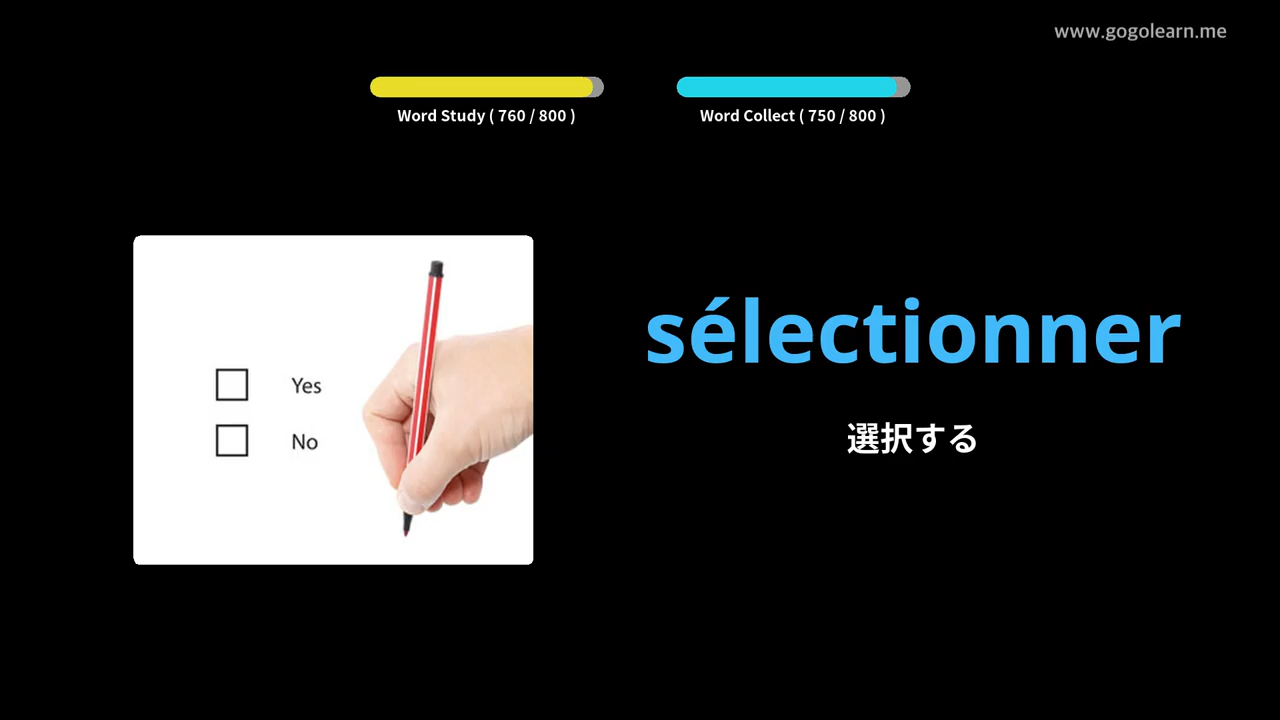 www.gogolearn.me
Word Study ( 760 / 800 )
Word Collect ( 750 / 800 )
sélectionner
選択する
Yes
No